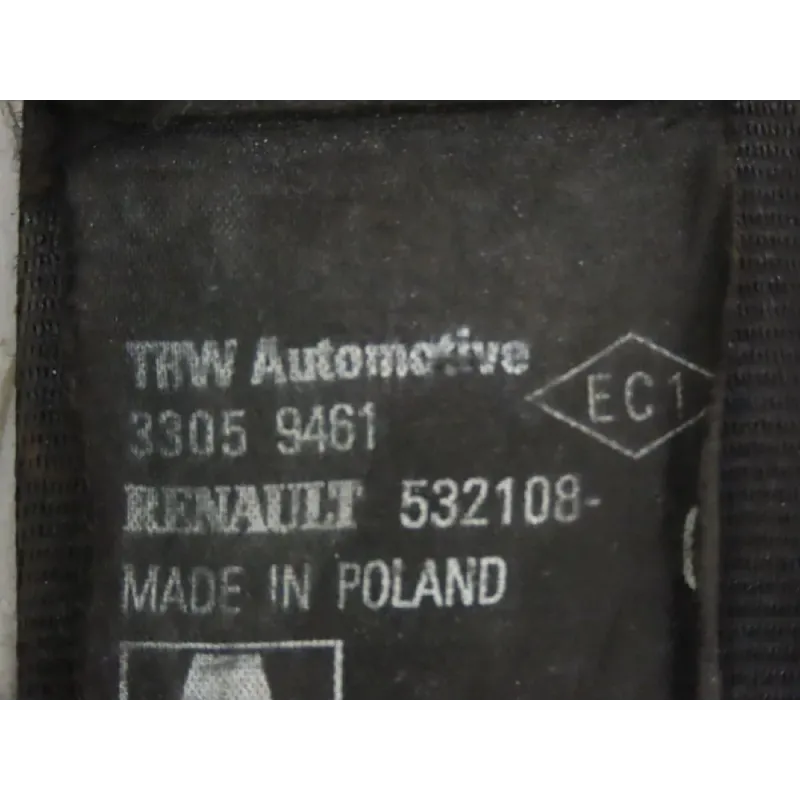 TRW Automotive
EC1
3305 9461
RENAULT 532108-
MADE IN POLAND